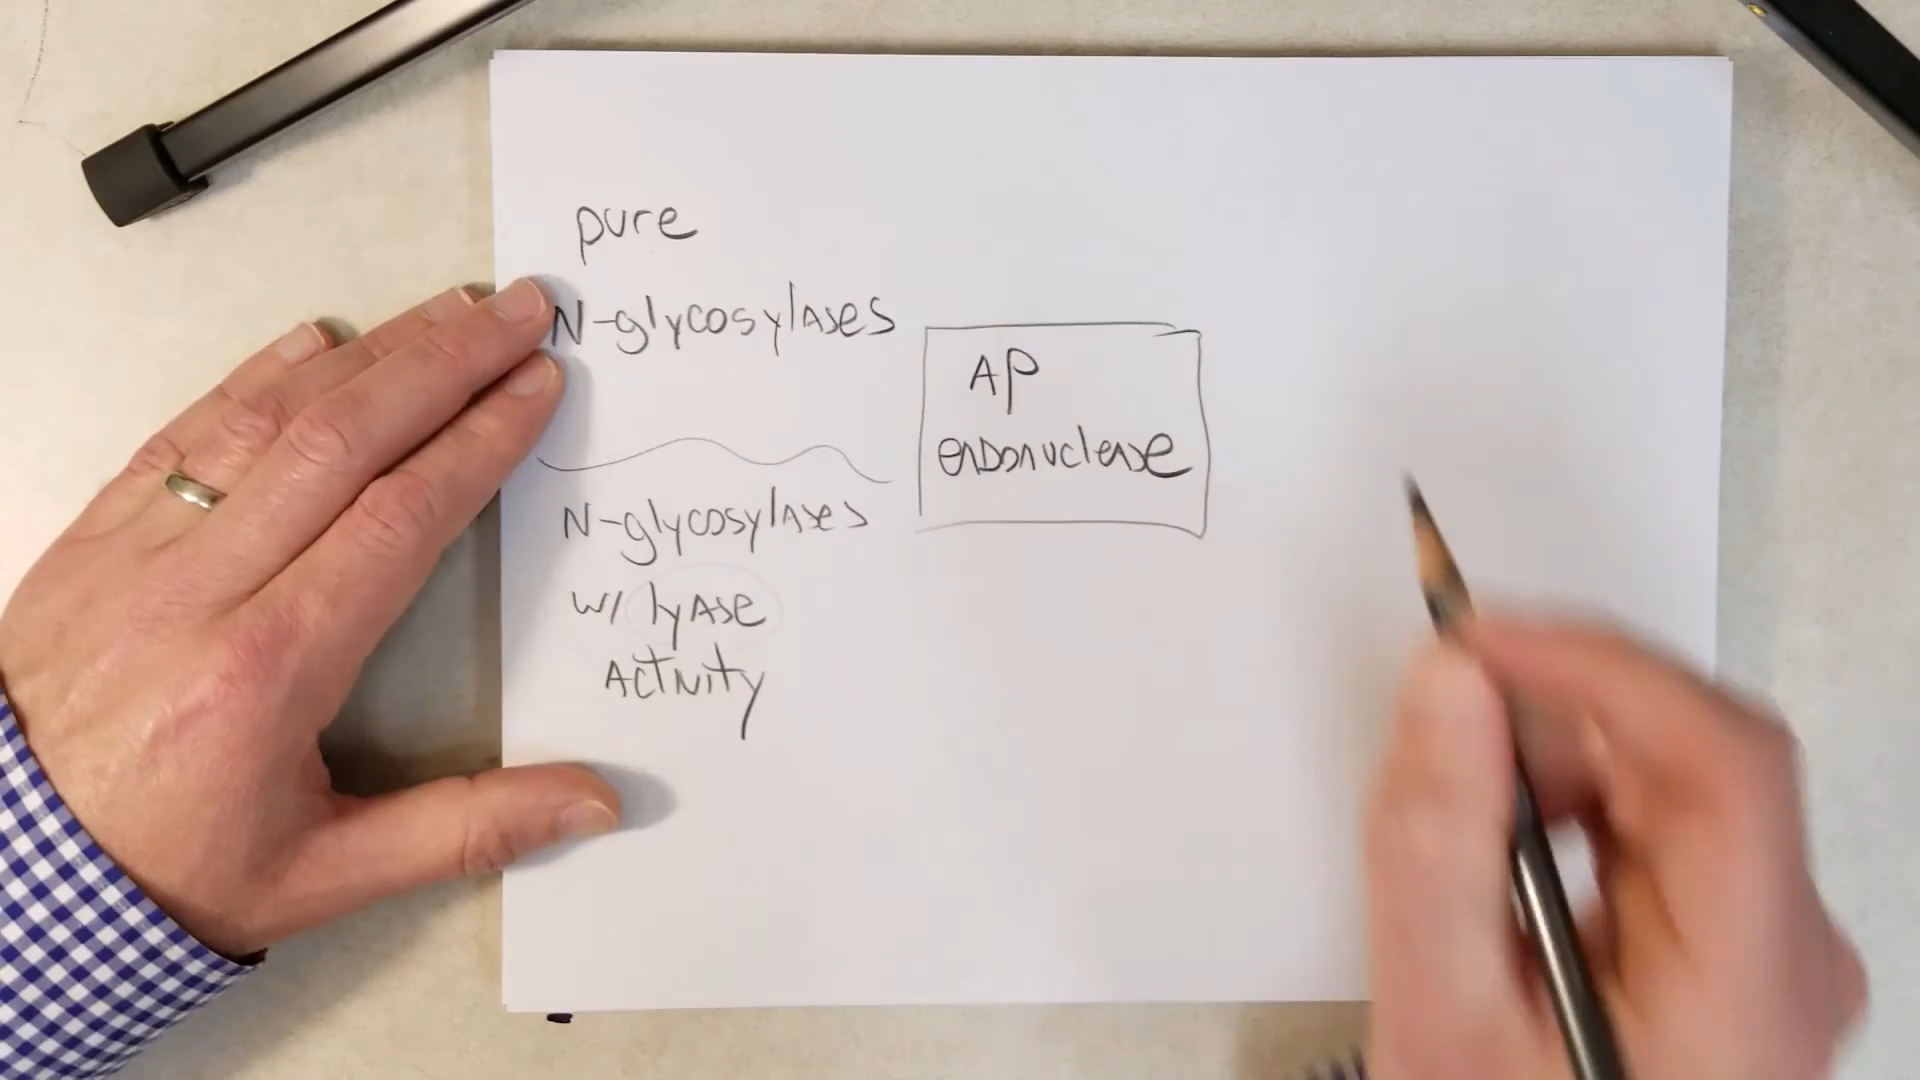 pure
N-glycosylases
AP
endonuclease
N-glycosylases
w/ lyase
Activity